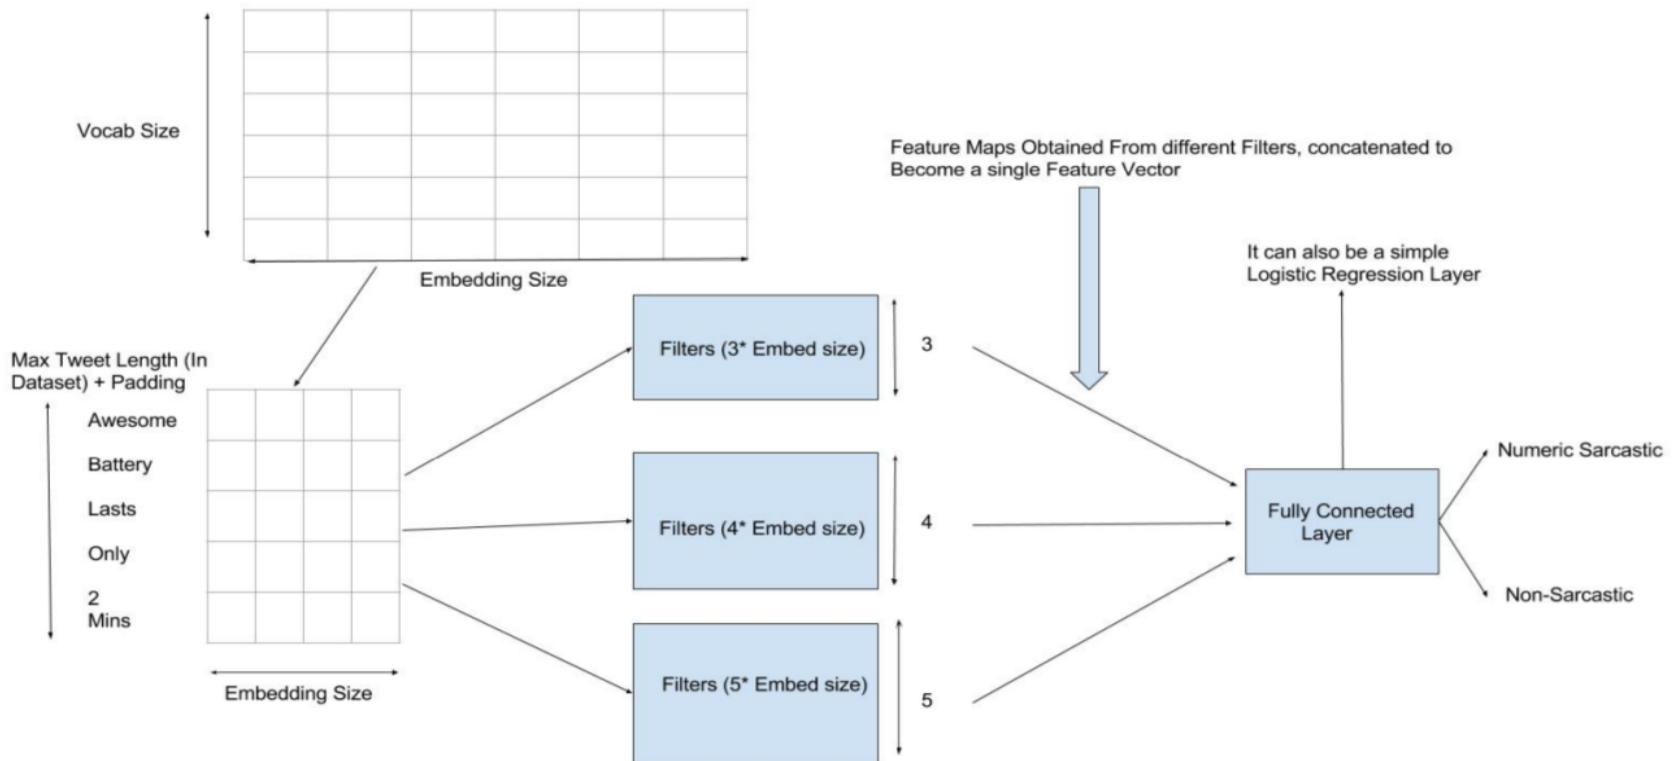 Vocab Size
Embedding Size
Feature Maps Obtained From different Filters, concatenated to
Become a single Feature Vector
It can also be a simple
Logistic Regression Layer
Max Tweet Length (In
Dataset) + Padding
Awesome
Battery
Lasts
Only
2
Mins
Embedding Size
Filters (3* Embed size)
3
Filters (4* Embed size)
4
Filters (5* Embed size)
5
Fully Connected
Layer
Numeric Sarcastic
Non-Sarcastic